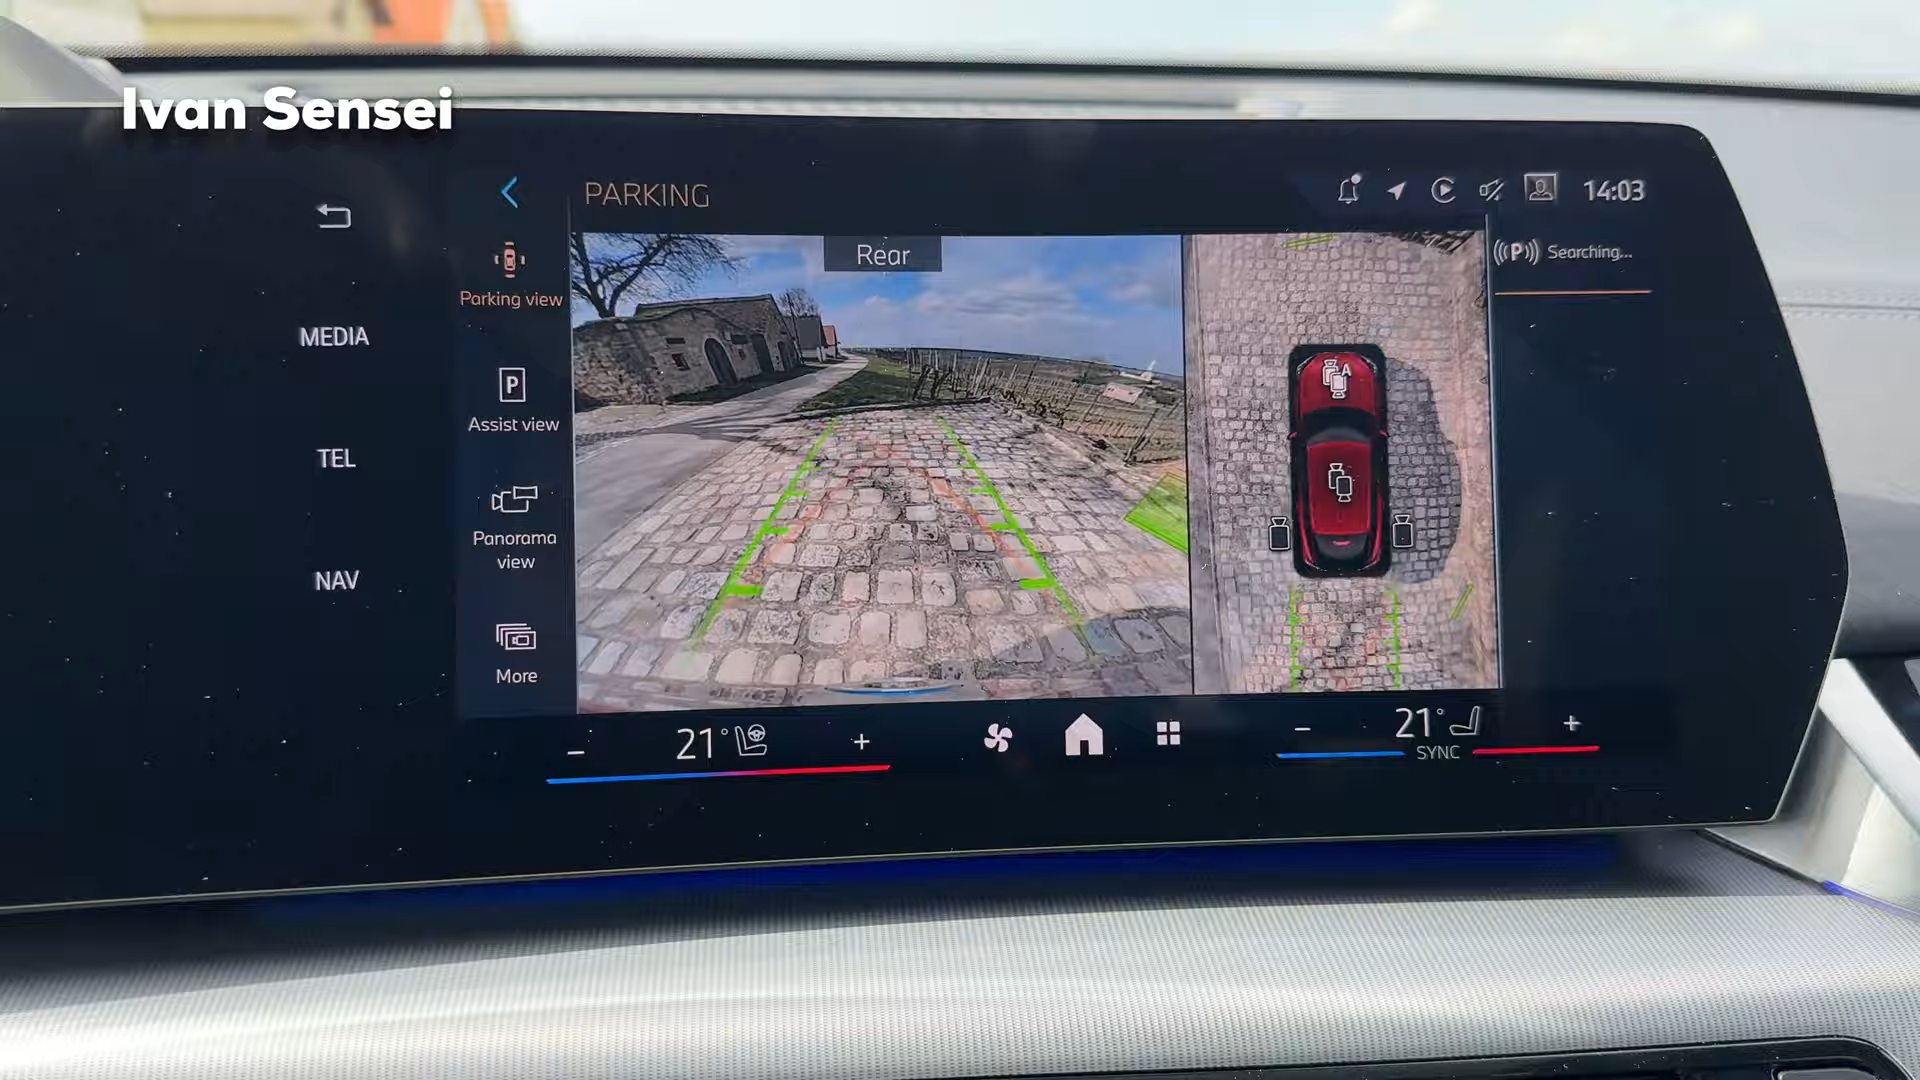 Ivan Sensei
PARKING
14:03
Rear
(((P))) Searching...
Parking view
MEDIA
P
Assist view
TEL
Panorama
view
NAV
More
A
21°
21°
SYNC